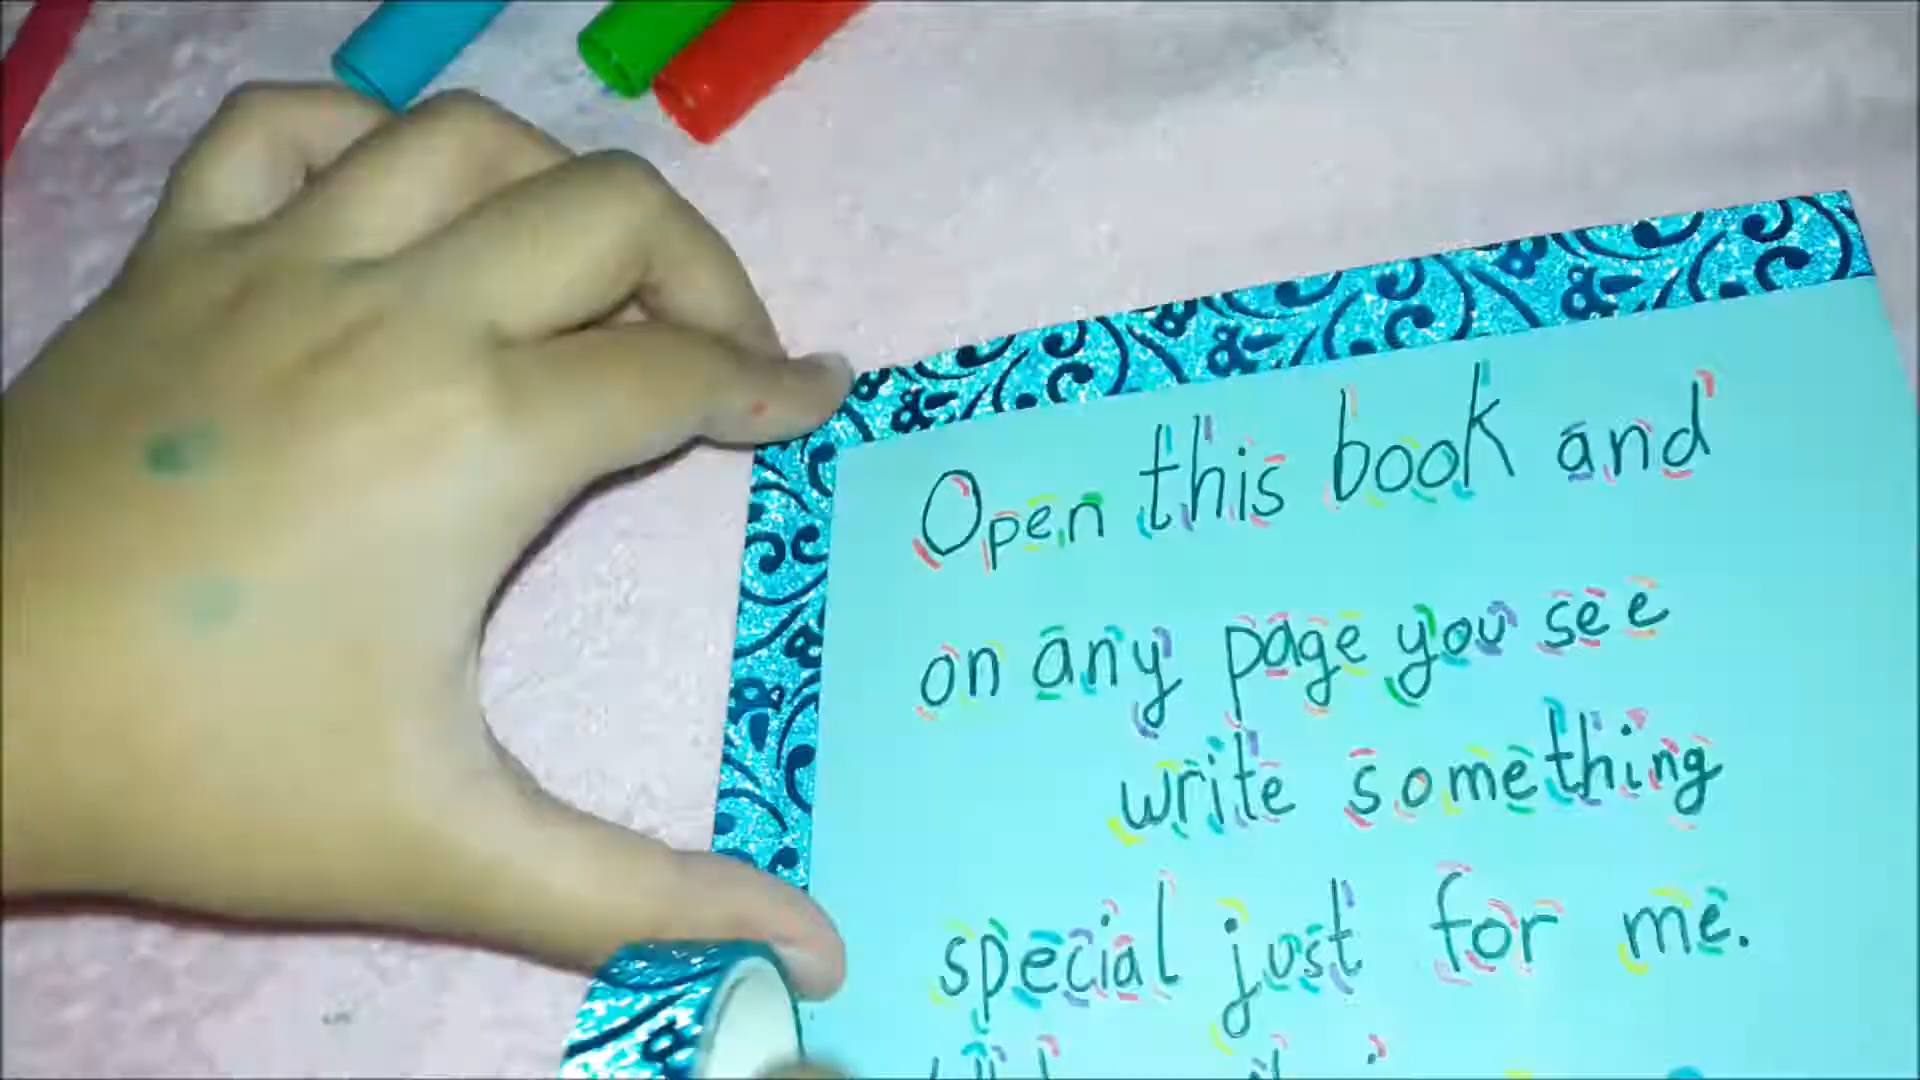 Open this book and
on any page you see
write something
special just for me.